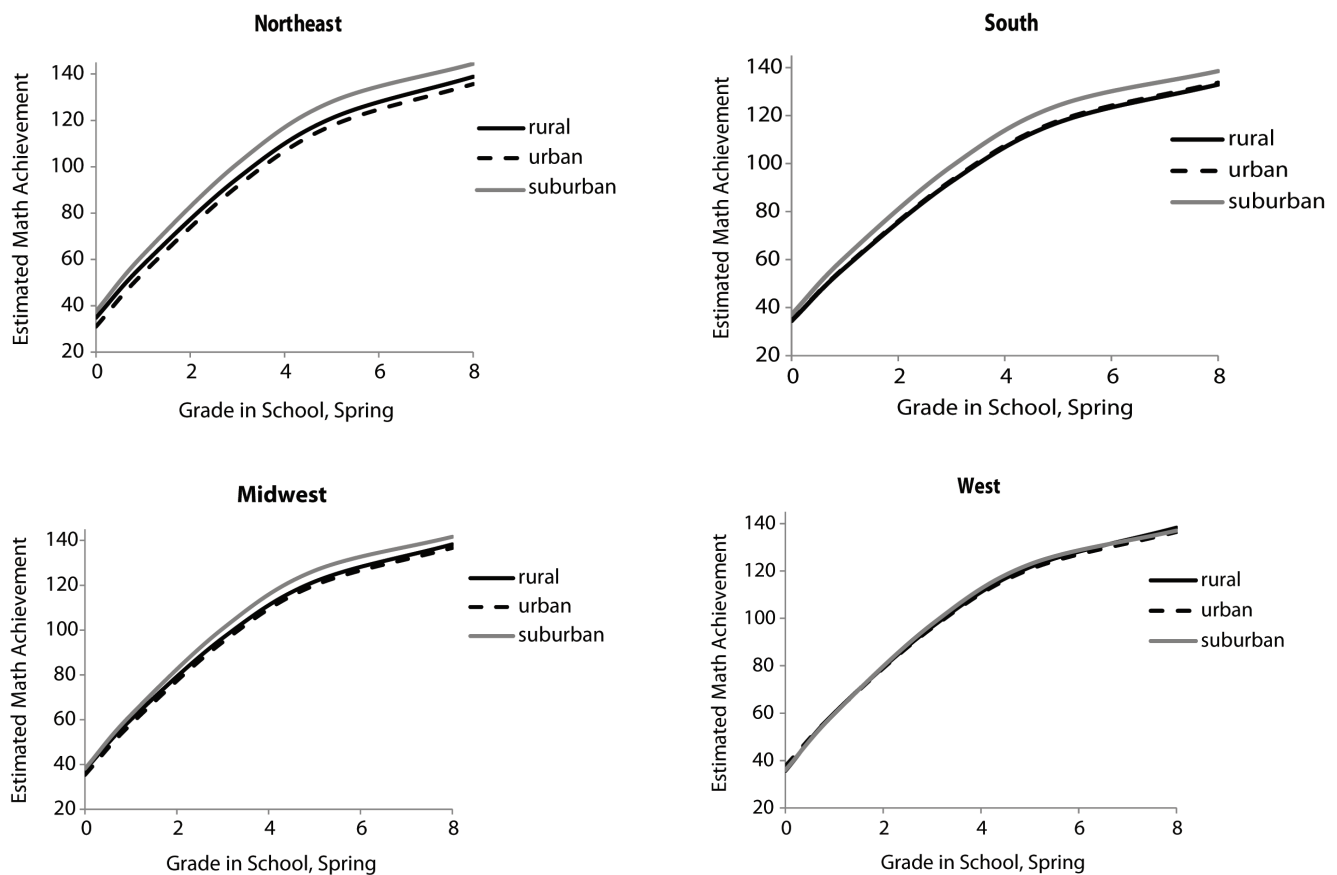 Northeast
Estimated Math Achievement
140
120
100
80
60
40
20
0 2 4 6 8
Grade in School, Spring
rural
urban
suburban
South
Estimated Math Achievement
140
120
100
80
60
40
20
0 2 4 6 8
Grade in School, Spring
rural
urban
suburban
Midwest
Estimated Math Achievement
140
120
100
80
60
40
20
0 2 4 6 8
Grade in School, Spring
rural
urban
suburban
West
Estimated Math Achievement
140
120
100
80
60
40
20
0 2 4 6 8
Grade in School, Spring
rural
urban
suburban